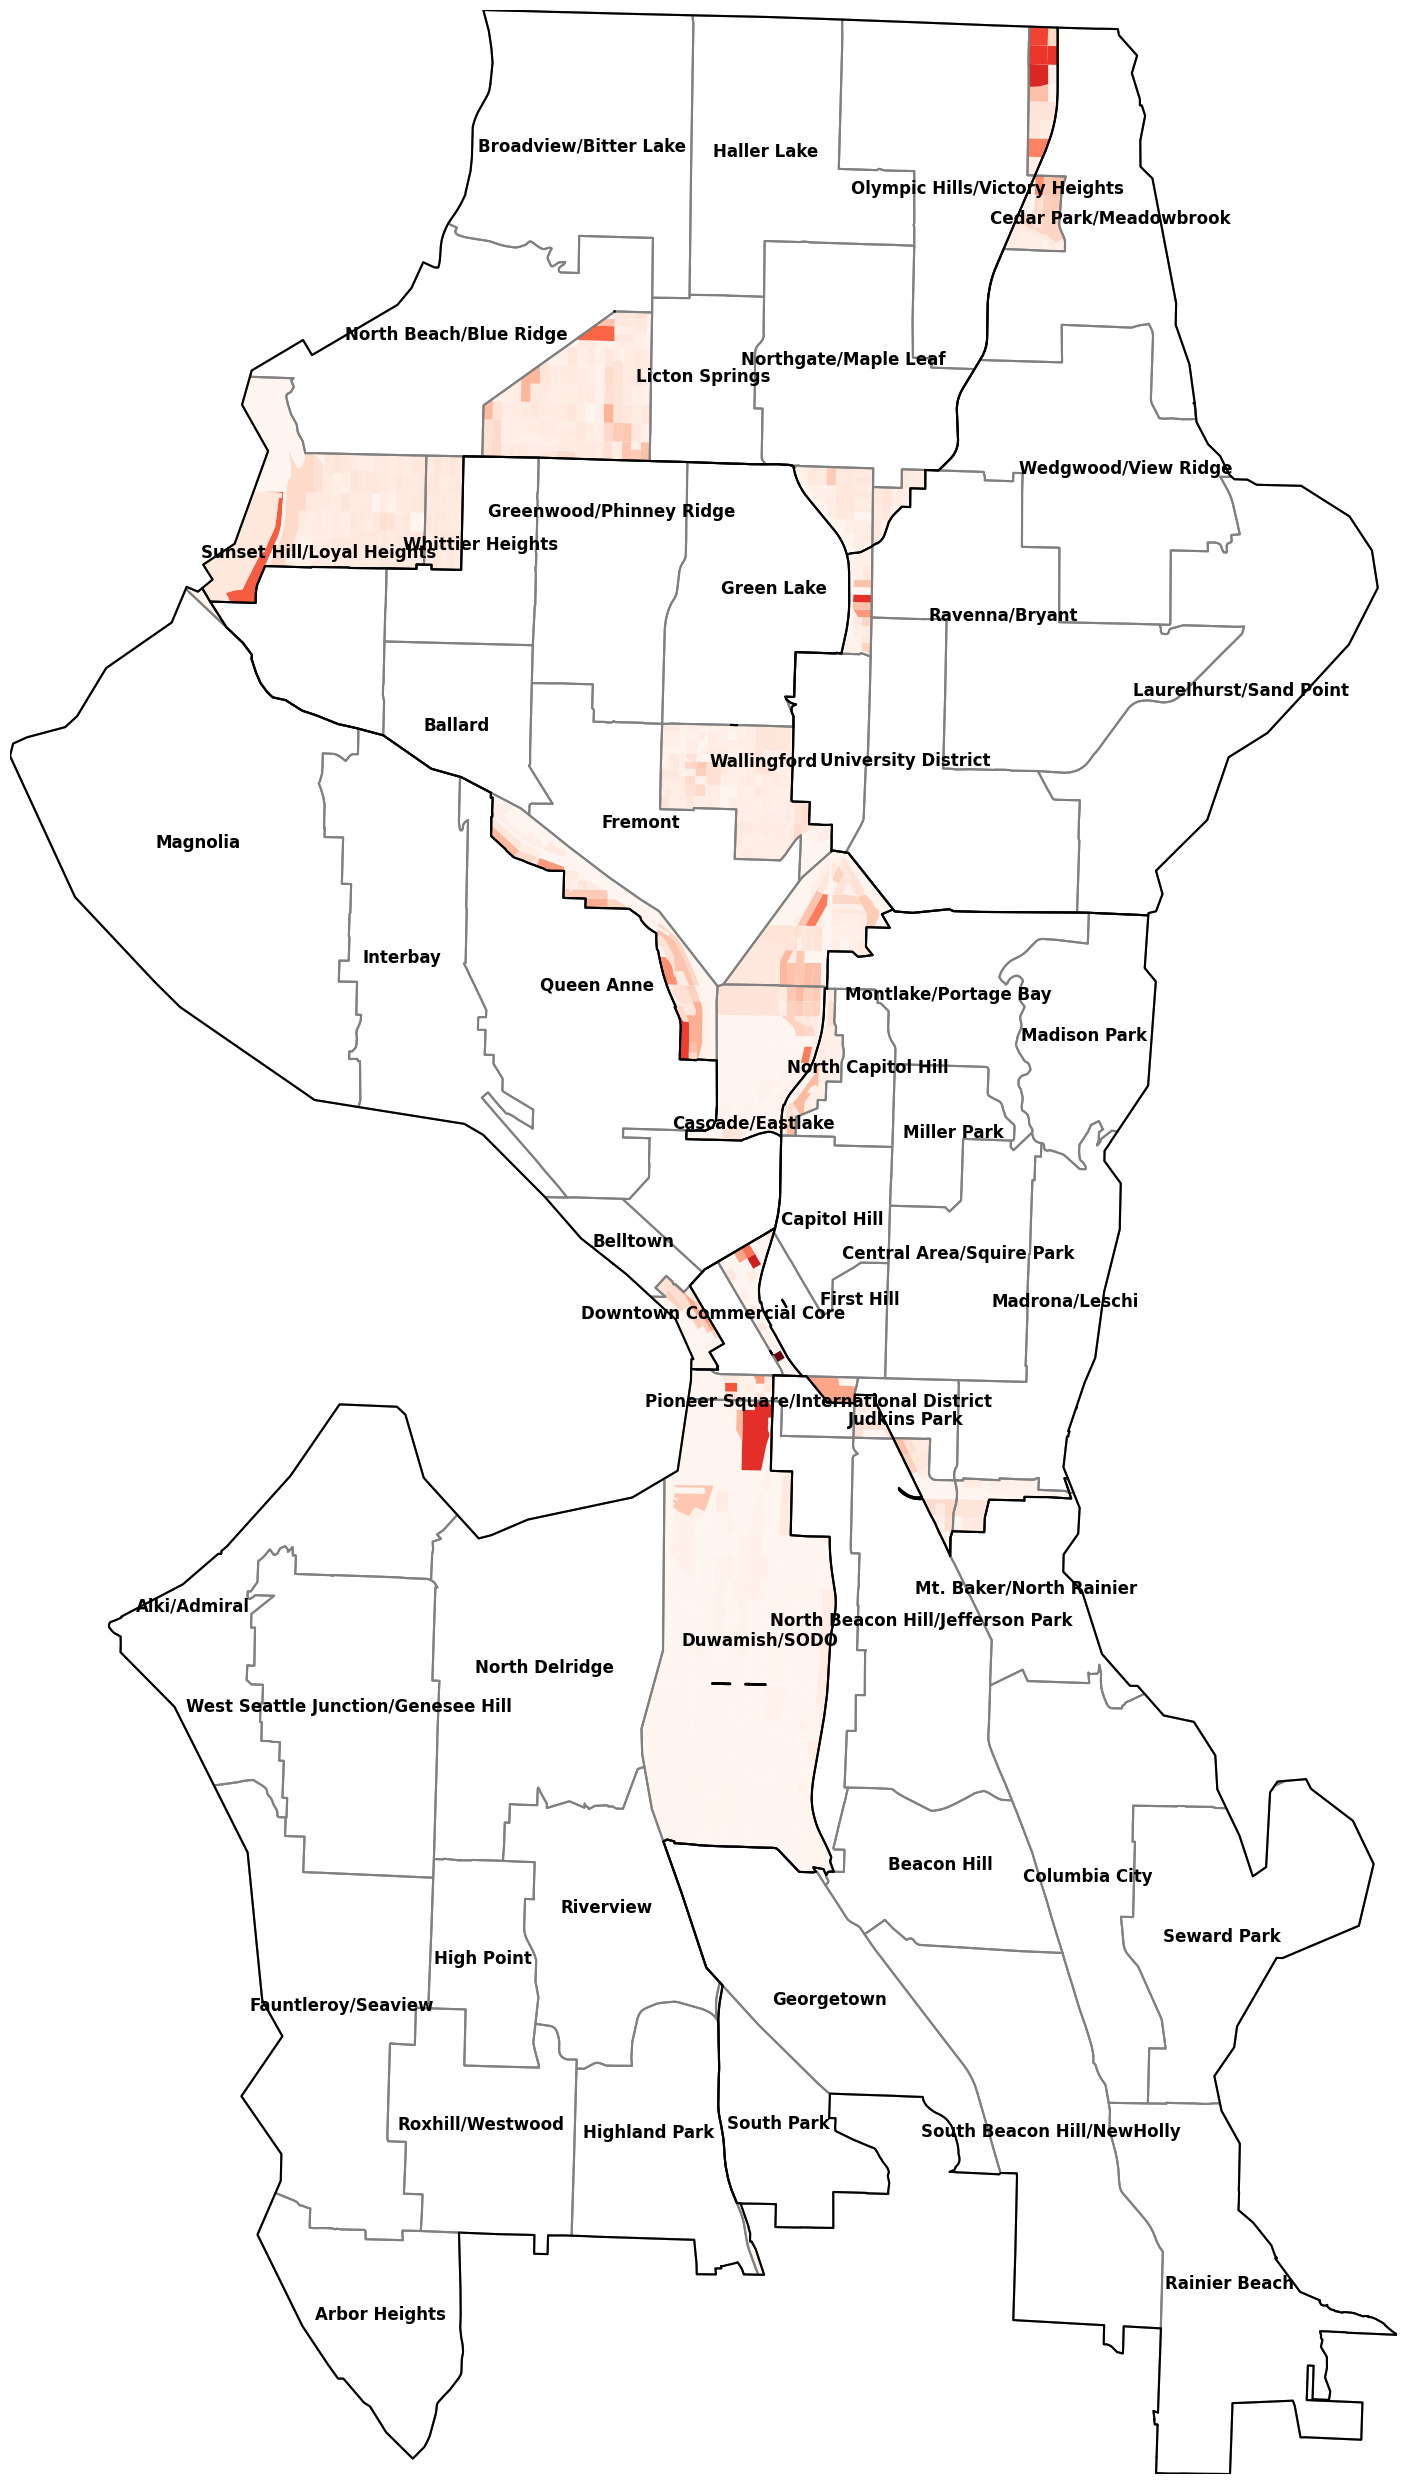 Broadview/Bitter Lake
Haller Lake
Olympic Hills/Victory Heights
Cedar Park/Meadowbrook
North Beach/Blue Ridge
Northgate/Maple Leaf
Licton Springs
Wedgwood/View Ridge
Greenwood/Phinney Ridge
Whittier Heights
Sunset Hill/Loyal Heights
Green Lake
Ravenna/Bryant
Laurelhurst/Sand Point
Ballard
Wallingford
University District
Fremont
Magnolia
Interbay
Queen Anne
Montlake/Portage Bay
Madison Park
North Capitol Hill
Cascade/Eastlake
Miller Park
Capitol Hill
Belltown
Central Area/Squire Park
First Hill
Madrona/Leschi
Downtown Commercial Core
Pioneer Square/International District
Judkins Park
Mt. Baker/North Rainier
Alki/Admiral
North Beacon Hill/Jefferson Park
Duwamish/SODO
North Delridge
West Seattle Junction/Genesee Hill
Beacon Hill
Columbia City
Riverview
Seward Park
High Point
Georgetown
Fauntleroy/Seaview
Roxhill/Westwood
South Park
Highland Park
South Beacon Hill/NewHolly
Rainier Beach
Arbor Heights